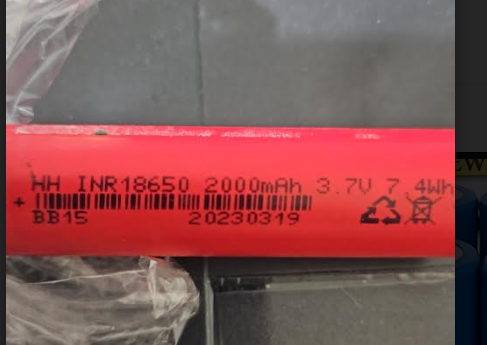 HH INR18650 2000mAh 3.7V 7.4Wh
+
BB15 20230319